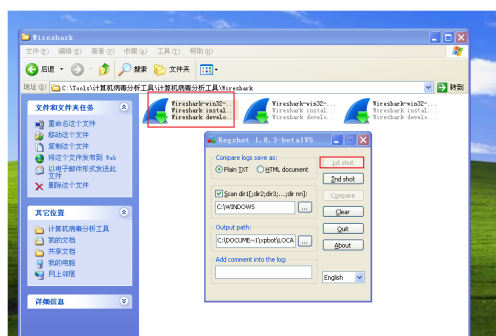 Wireshark
文件(F) 编辑(E) 查看(V) 收藏(A) 工具(T) 帮助(H)
后退 搜索 文件夹
地址(D) C:\Tools\计算机病毒分析工具\计算机病毒分析工具\Wireshark 转到
文件和文件夹任务
重命名这个文件
移动这个文件
复制这个文件
将这个文件发布到 Web
以电子邮件形式发送此
文件
删除这个文件
其它位置
计算机病毒分析工具
我的文档
共享文档
我的电脑
网上邻居
详细信息
Wireshark-win32-...
Wireshark instal...
Wireshark develo...
Wireshark-win32-...
Wireshark instal...
Wireshark develo...
Wireshark-win32-...
Wireshark instal...
Wireshark develo...
Regshot 1.8.3-beta1V5
Compare logs save as:
Plain TXT HTML document
1st shot
2nd shot
Scan dir1[;dir2;dir3;...;dir nn]:
Compare
C:\WINDOWS ...
Clear
Output path:
Quit
C:\DOCUME~1\xpbot\LOCA ...
About
Add comment into the log:
English